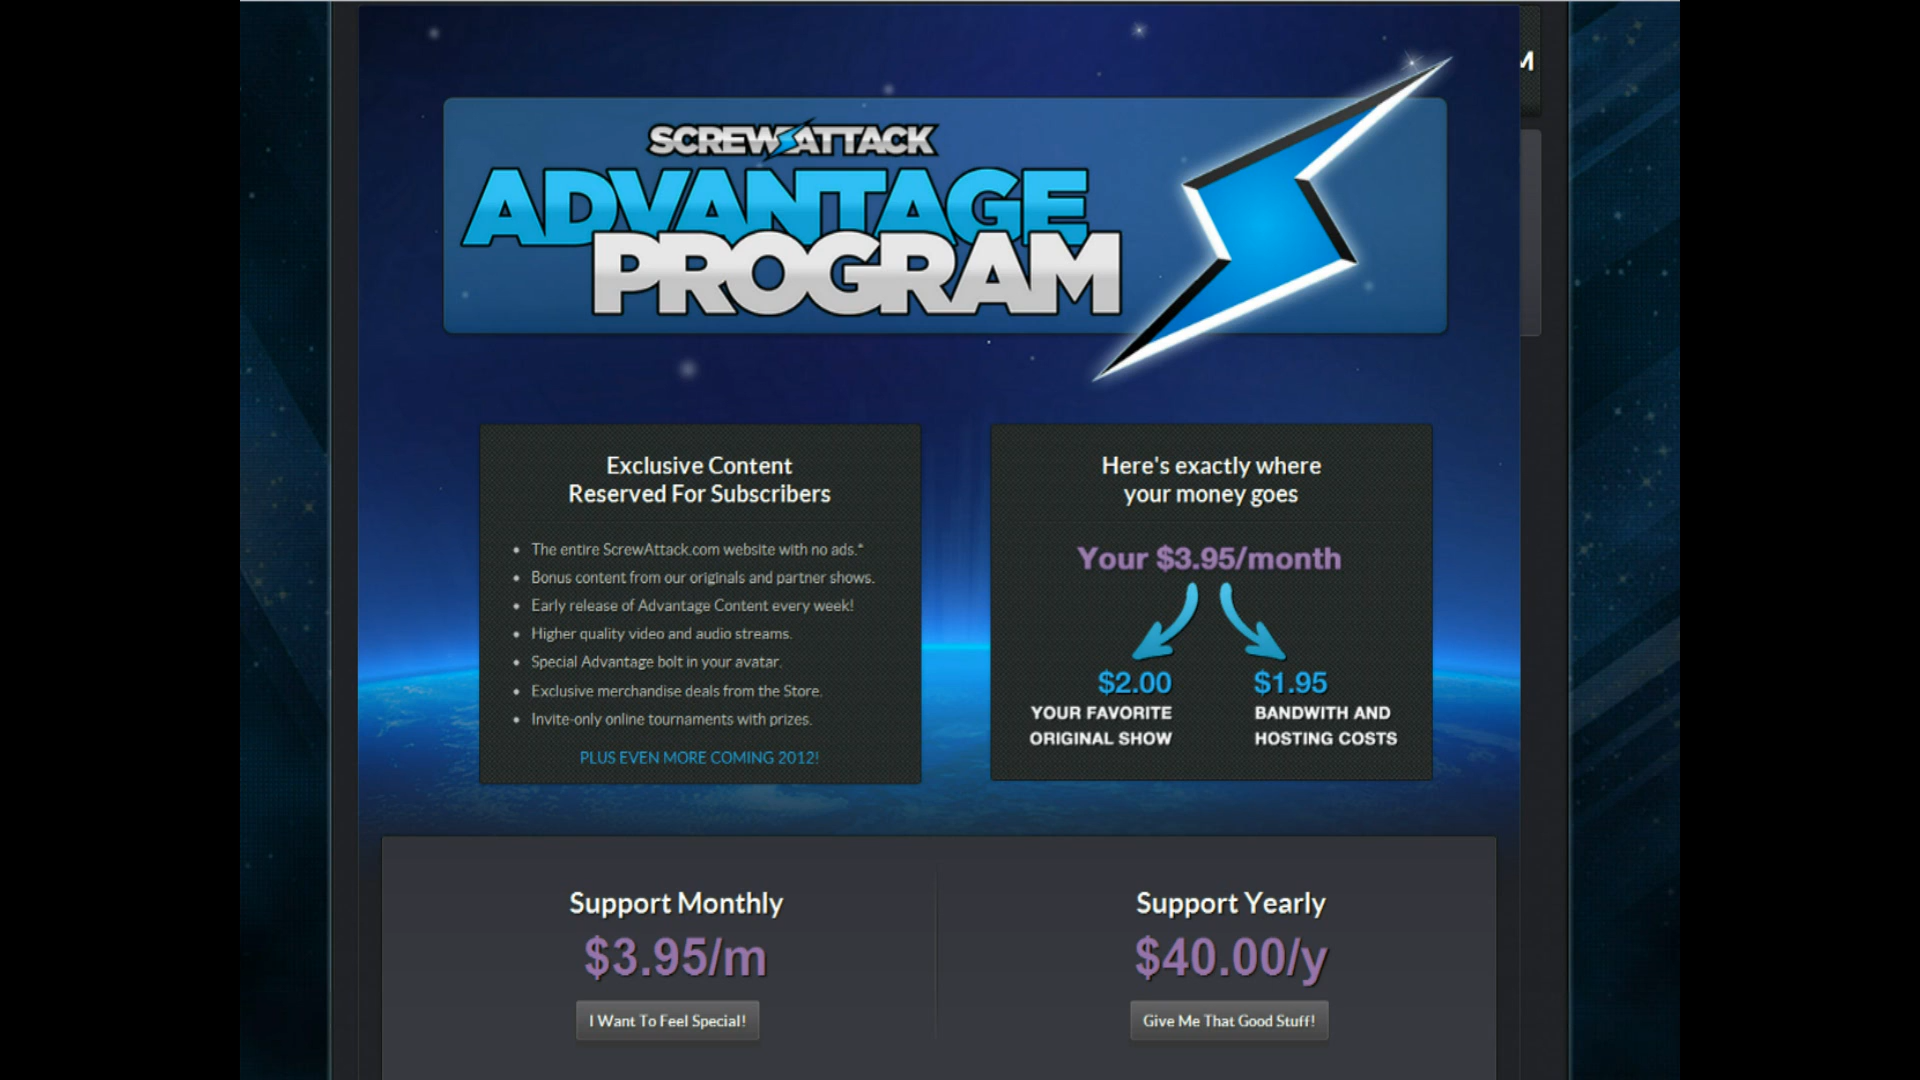 M
SCREWATTACK
ADVANTAGE
PROGRAM
Exclusive Content
Reserved For Subscribers
• The entire ScrewAttack.com website with no ads.*
• Bonus content from our originals and partner shows.
• Early release of Advantage Content every week!
• Higher quality video and audio streams.
• Special Advantage bolt in your avatar.
• Exclusive merchandise deals from the Store.
• Invite-only online tournaments with prizes.
PLUS EVEN MORE COMING 2012!
Here's exactly where
your money goes
Your $3.95/month
$2.00
YOUR FAVORITE
ORIGINAL SHOW
$1.95
BANDWITH AND
HOSTING COSTS
Support Monthly
$3.95/m
I Want To Feel Special!
Support Yearly
$40.00/y
Give Me That Good Stuff!